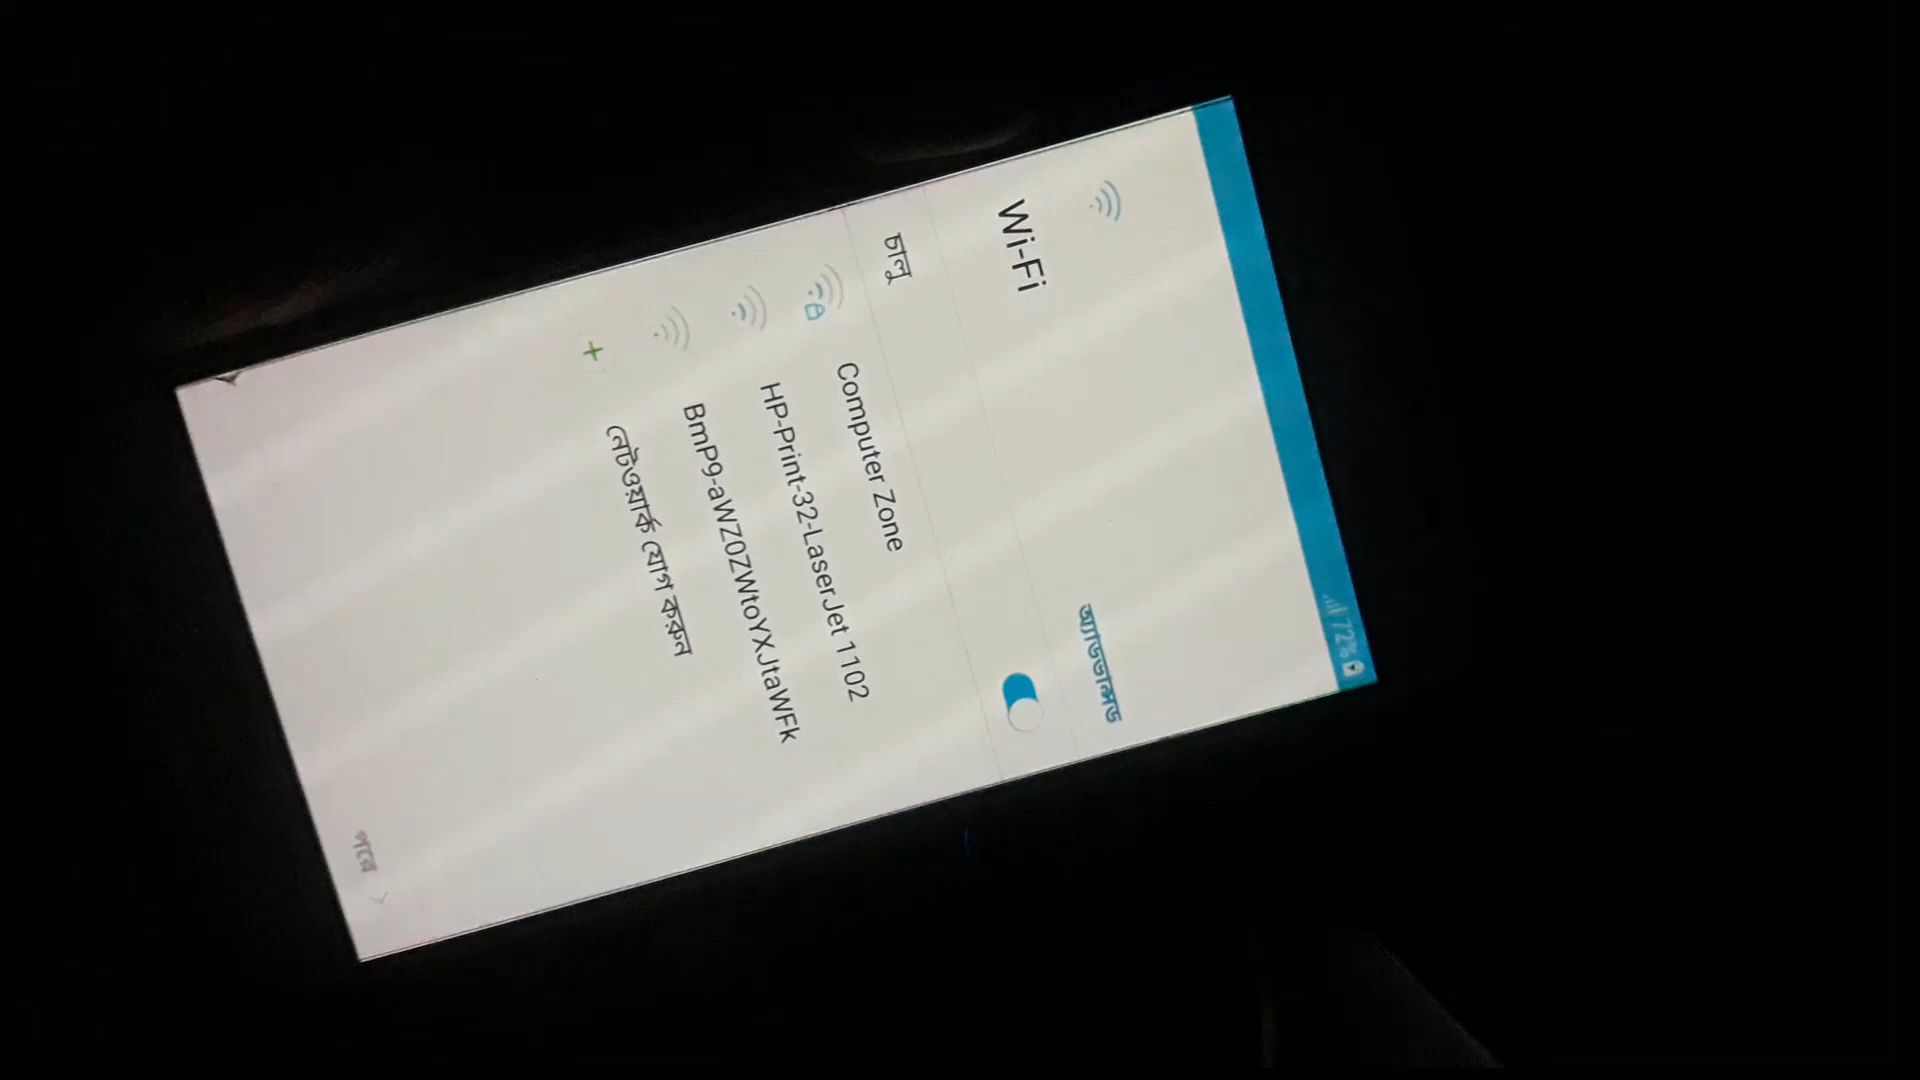 72%
Wi-Fi
অ্যাডভান্সড
চালু
Computer Zone
HP-Print-32-LaserJet 1102
BmP9-aWZ0ZWtoYXJtaWFk
নেটওয়ার্ক যোগ করুন
পরে